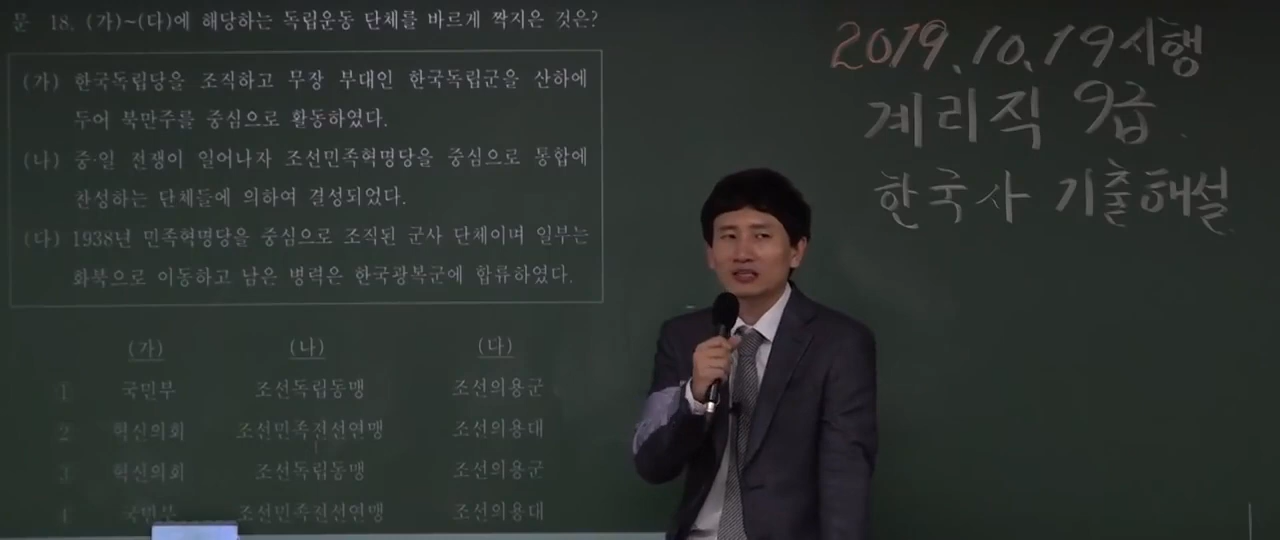 문 18. (가)~(다)에 해당하는 독립운동 단체를 바르게 짝지은 것은?
(가) 한국독립당을 조직하고 무장 부대인 한국독립군을 산하에
두어 북만주를 중심으로 활동하였다.
(나) 중·일 전쟁이 일어나자 조선민족혁명당을 중심으로 통합에
찬성하는 단체들에 의하여 결성되었다.
(다) 1938년 민족혁명당을 중심으로 조직된 군사 단체이며 일부는
화북으로 이동하고 남은 병력은 한국광복군에 합류하였다.
(가) (나) (다)
1 국민부 조선독립동맹 조선의용군
2 혁신의회 조선민족전선연맹 조선의용대
3 혁신의회 조선독립동맹 조선의용군
4 국민부 조선민족전선연맹 조선의용대
2019.10.19시행
계리직 9급.
한국사 기출해설